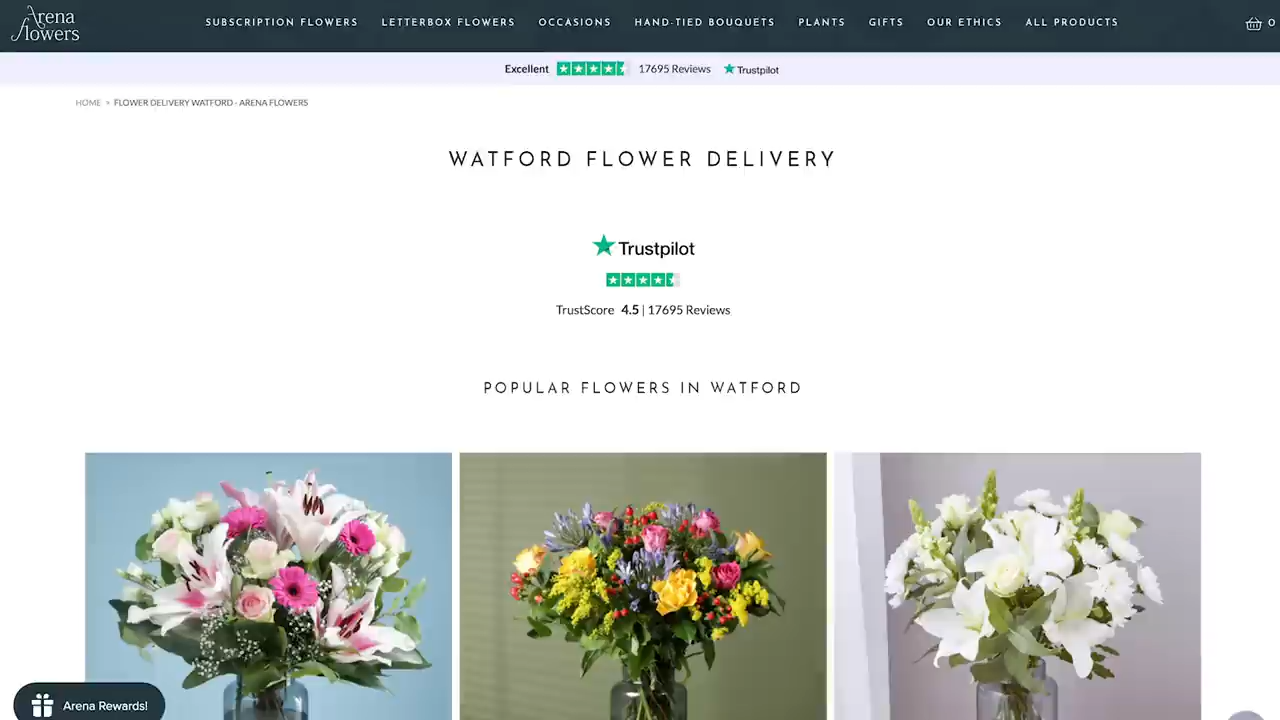 Arena flowers
SUBSCRIPTION FLOWERS LETTERBOX FLOWERS OCCASIONS HAND-TIED BOUQUETS PLANTS GIFTS OUR ETHICS ALL PRODUCTS 0
Excellent 17695 Reviews Trustpilot
HOME » FLOWER DELIVERY WATFORD - ARENA FLOWERS
WATFORD FLOWER DELIVERY
Trustpilot
TrustScore 4.5 | 17695 Reviews
POPULAR FLOWERS IN WATFORD
Arena Rewards!